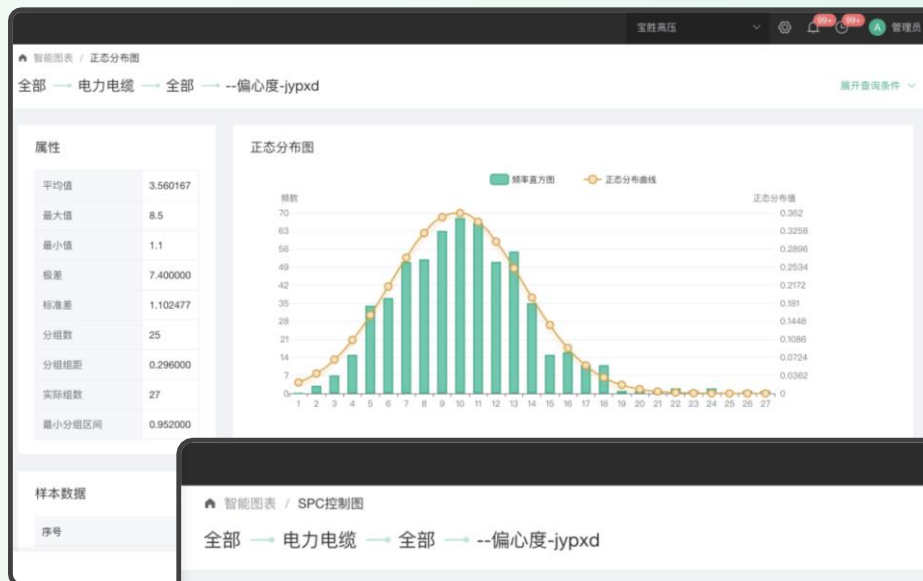 宝胜高压
99+
99+
A 管理员
智能图表 / 正态分布图
全部 电力电缆 全部 --偏心度-jypxd
展开查询条件
属性
平均值 3.560167
最大值 8.5
最小值 1.1
极差 7.400000
标准差 1.102477
分组数 25
分组组距 0.296000
实际组数 27
最小分组区间 0.952000
样本数据
序号
正态分布图
频率直方图 正态分布曲线
频数 正态分布值
70 0.362
63 0.3258
56 0.2896
49 0.2534
42 0.2172
35 0.181
28 0.1448
21 0.1086
14 0.0724
7 0.0362
0 0
1 2 3 4 5 6 7 8 9 10 11 12 13 14 15 16 17 18 19 20 21 22 23 24 25 26 27
智能图表 / SPC控制图
全部 电力电缆 全部 --偏心度-jypxd